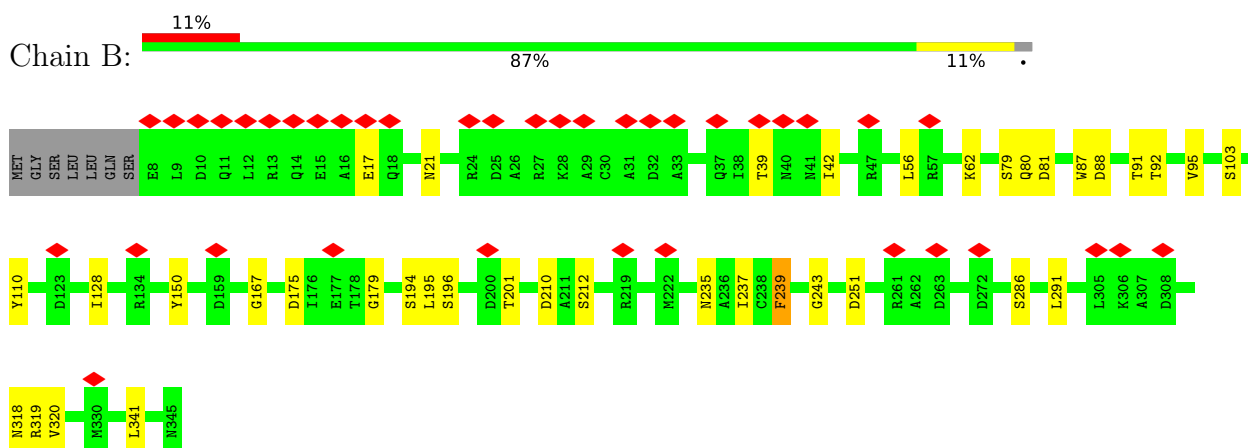 11%
Chain B:
87% 11% •
MET GLY SER LEU LEU GLN SER E8 L9 D10 Q11 L12 R13 Q14 E15 A16 E17 Q18 N21 R24 D25 A26 R27 K28 A29 C30 A31 D32 A33 Q37 I38 T39 N40 N41 I42 R47 L56 R57 K62 S79 Q80 D81 W87 D88 T91 T92 V95 S103
Y110 D123 I128 R134 Y150 D159 G167 D175 I176 E177 T178 G179 S194 L195 S196 D200 T201 D210 A211 S212 R219 M222 N235 A236 I237 C238 F239 G243 D251 R261 A262 D263 D272 S286 L291 L305 K306 A307 D308
N318 R319 V320 M330 L341 N345